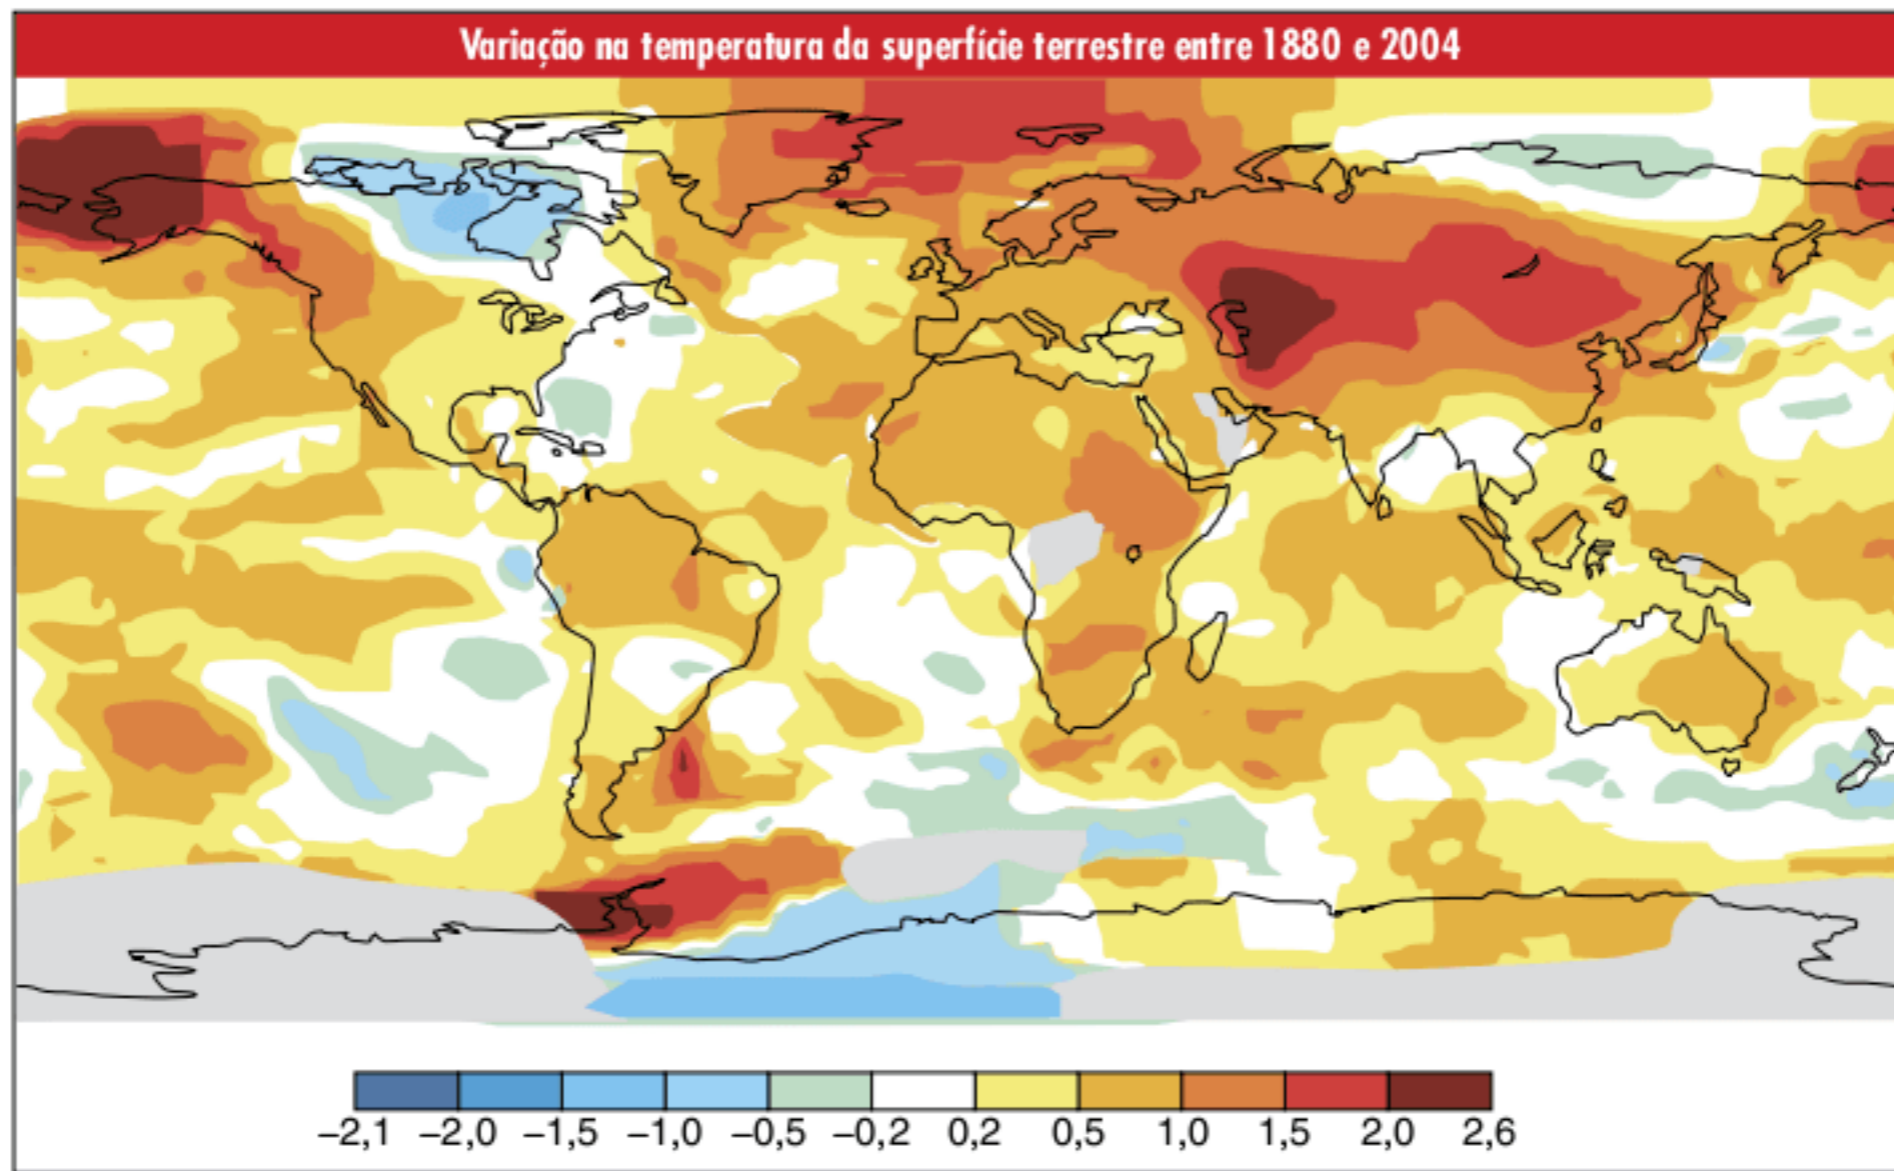 Variação na temperatura da superfície terrestre entre 1880 e 2004
–2,1 –2,0 –1,5 –1,0 –0,5 –0,2 0,2 0,5 1,0 1,5 2,0 2,6